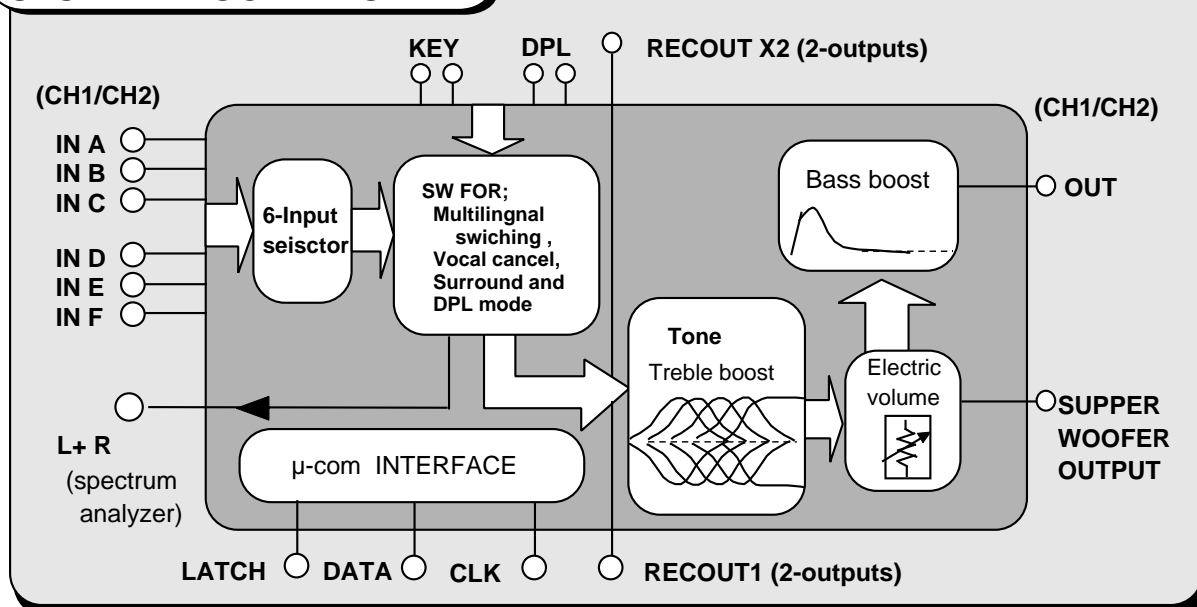 KEY
DPL
RECOUT X2 (2-outputs)
(CH1/CH2)
(CH1/CH2)
IN A
IN B
IN C
IN D
IN E
IN F
6-Input
seisctor
SW FOR;
Multilingnal
swiching ,
Vocal cancel,
Surround and
DPL mode
Bass boost
OUT
Tone
Treble boost
Electric
volume
SUPPER
WOOFER
OUTPUT
L+ R
(spectrum
analyzer)
µ-com INTERFACE
LATCH
DATA
CLK
RECOUT1 (2-outputs)